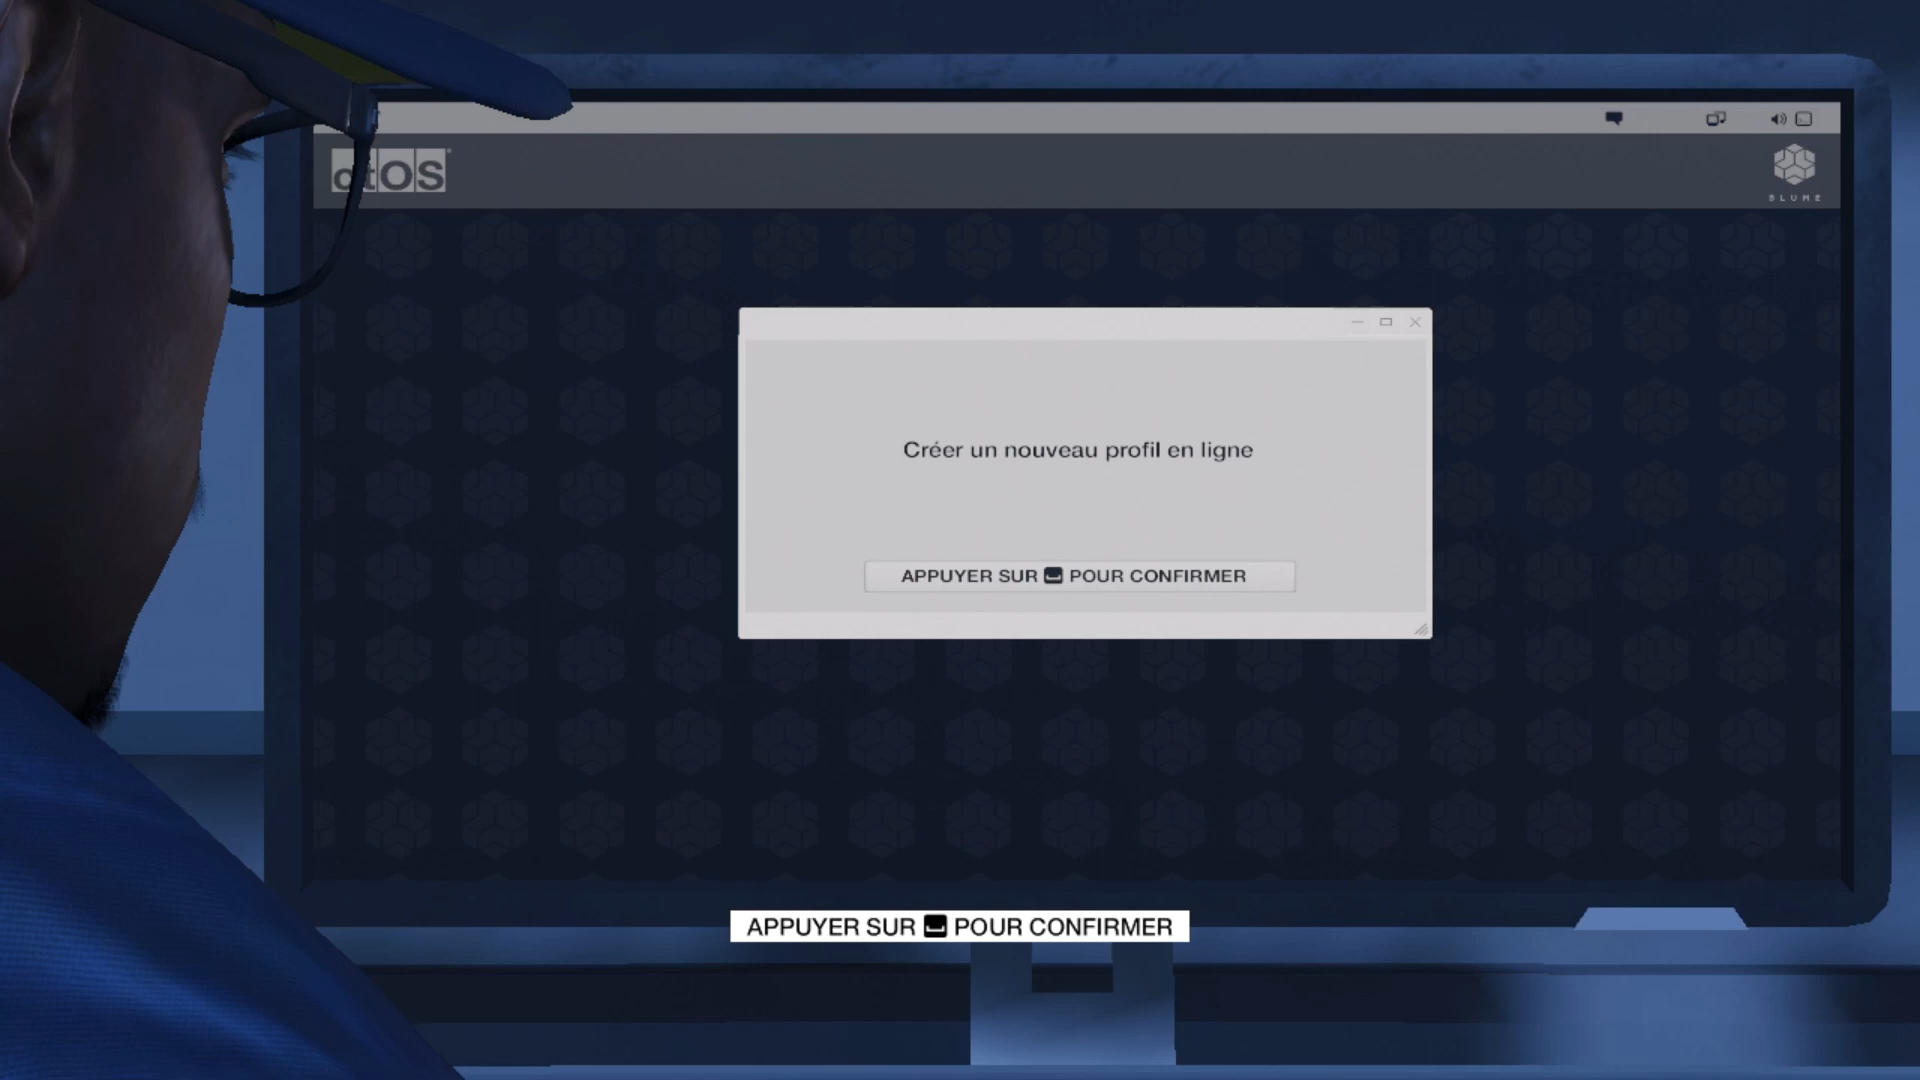 ctOS
BLUME
Créer un nouveau profil en ligne
APPUYER SUR POUR CONFIRMER
APPUYER SUR POUR CONFIRMER